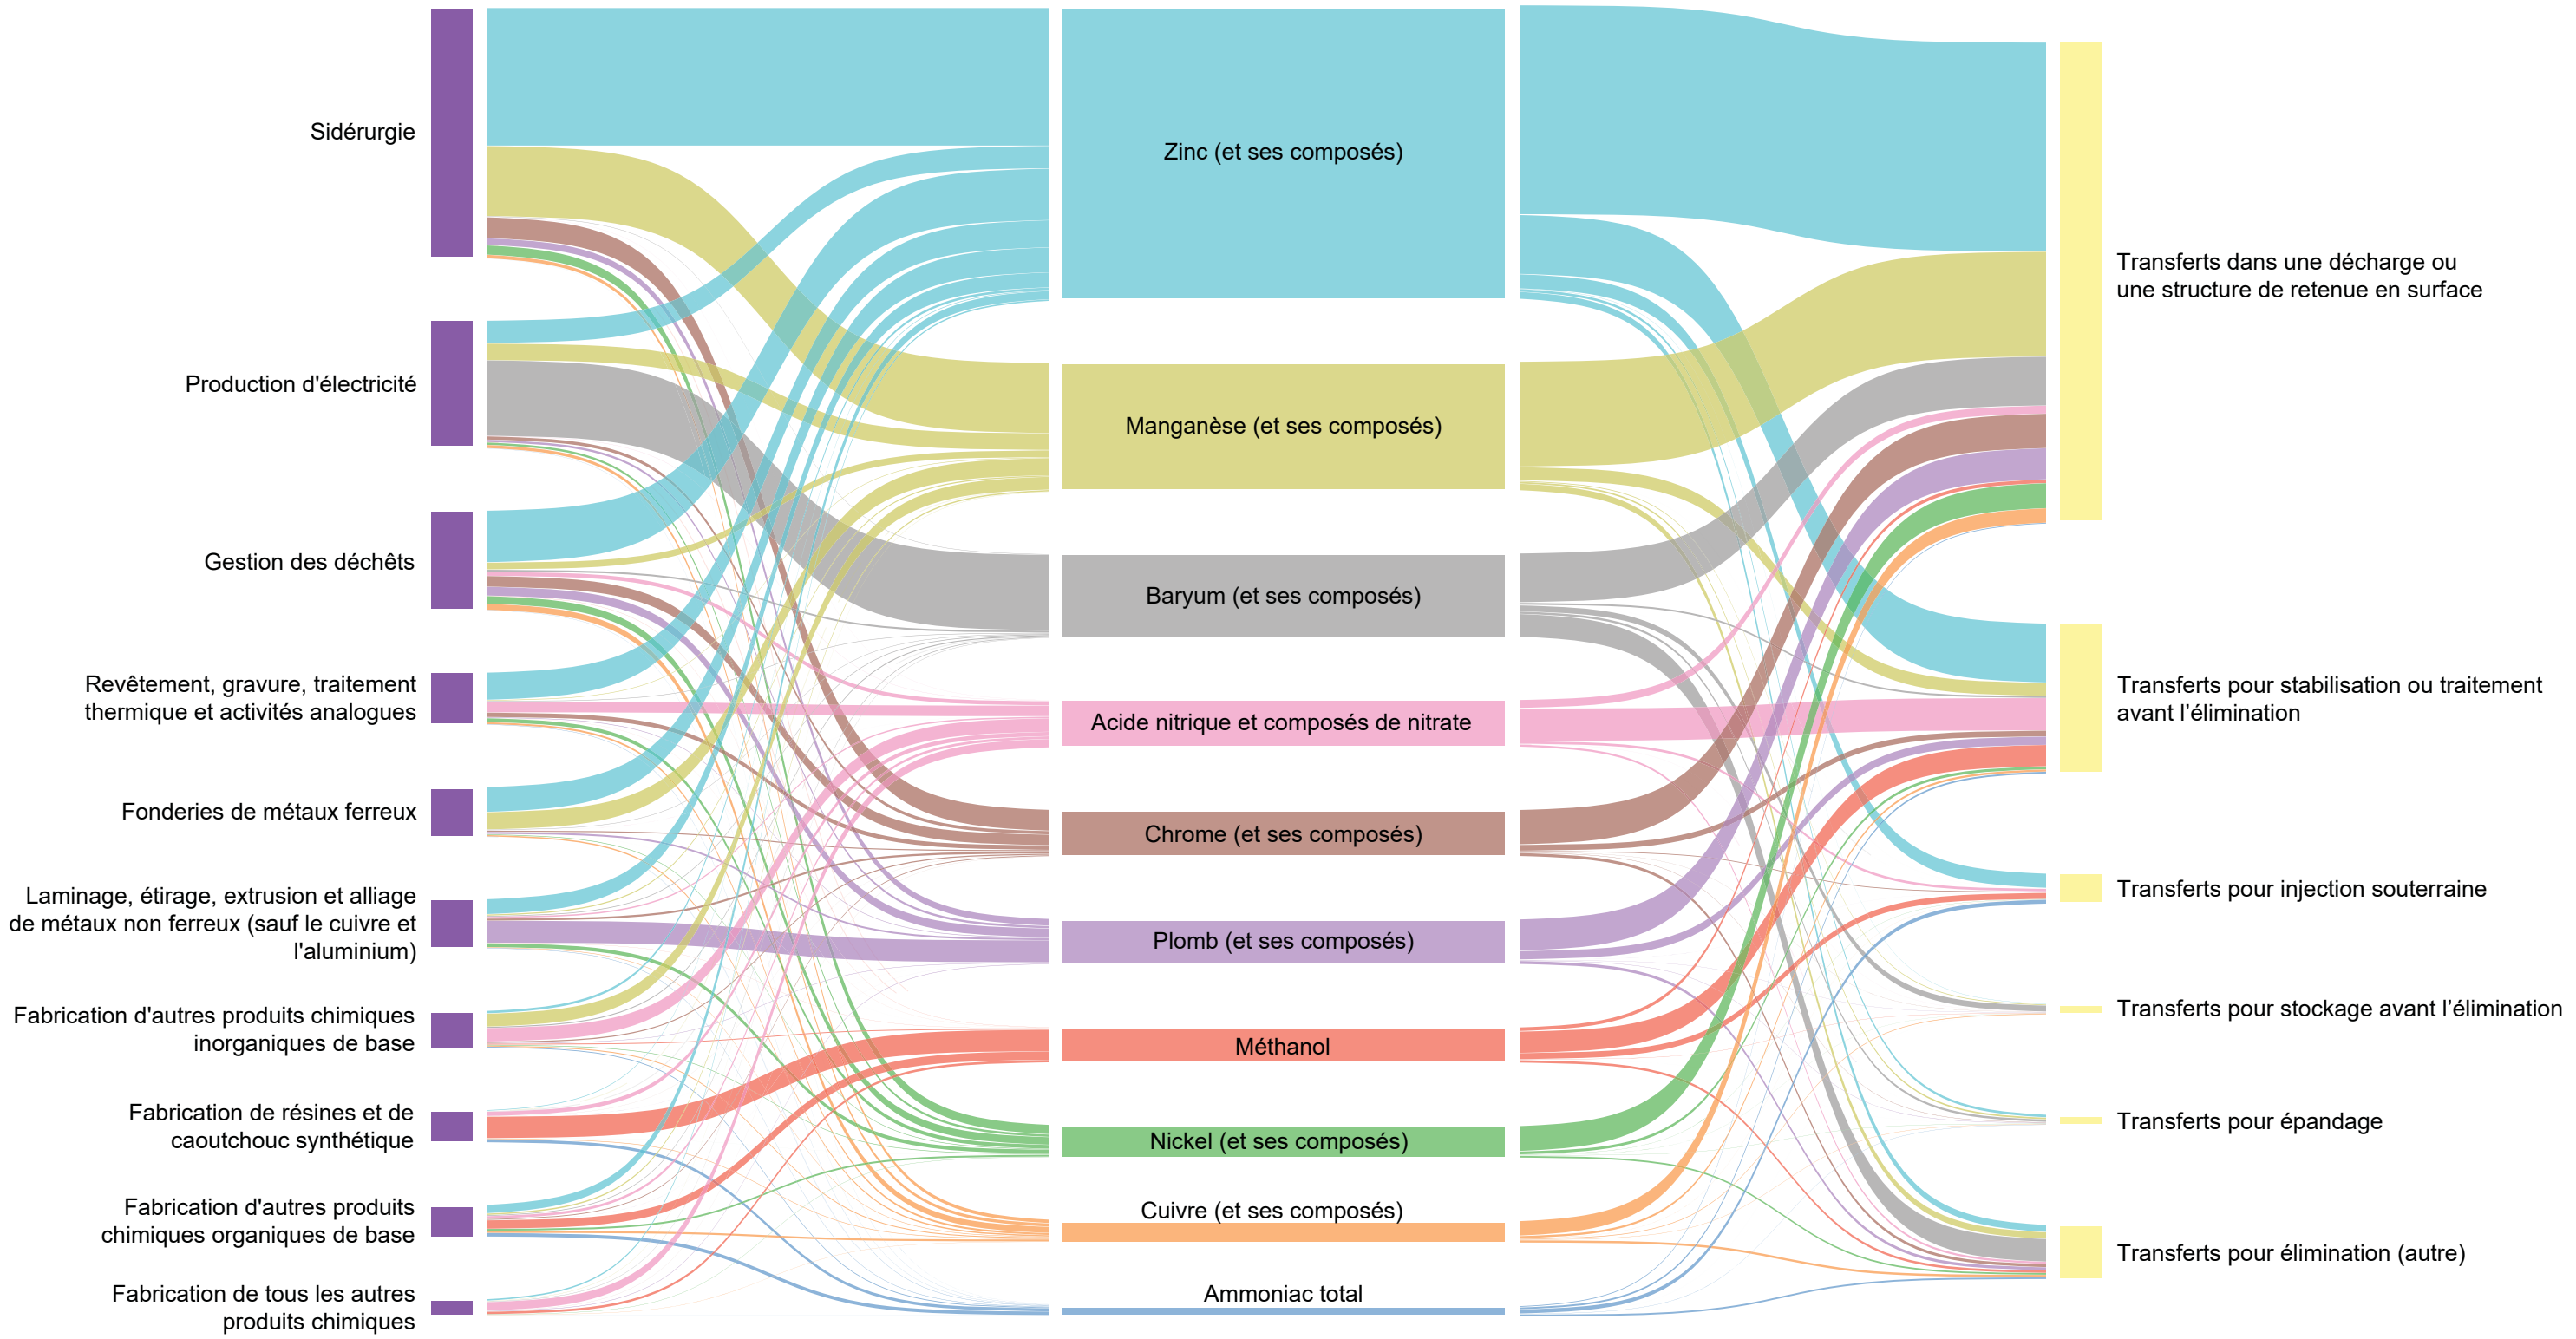 Sidérurgie
Production d'électricité
Gestion des déchêts
Revêtement, gravure, traitement
thermique et activités analogues
Fonderies de métaux ferreux
Laminage, étirage, extrusion et alliage
de métaux non ferreux (sauf le cuivre et
l'aluminium)
Fabrication d'autres produits chimiques
inorganiques de base
Fabrication de résines et de
caoutchouc synthétique
Fabrication d'autres produits
chimiques organiques de base
Fabrication de tous les autres
produits chimiques
Zinc (et ses composés)
Manganèse (et ses composés)
Baryum (et ses composés)
Acide nitrique et composés de nitrate
Chrome (et ses composés)
Plomb (et ses composés)
Méthanol
Nickel (et ses composés)
Cuivre (et ses composés)
Ammoniac total
Transferts dans une décharge ou
une structure de retenue en surface
Transferts pour stabilisation ou traitement
avant l’élimination
Transferts pour injection souterraine
Transferts pour stockage avant l’élimination
Transferts pour épandage
Transferts pour élimination (autre)